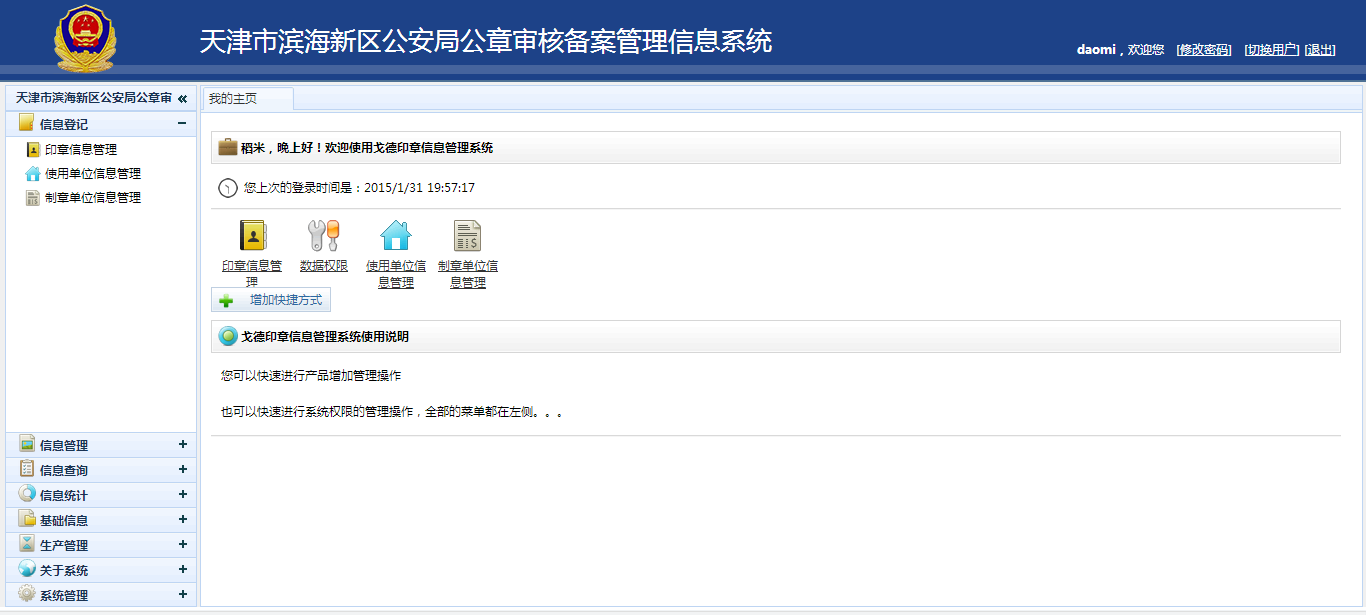 天津市滨海新区公安局公章审核备案管理信息系统
daomi，欢迎您 [修改密码] [切换用户] [退出]
天津市滨海新区公安局公章审 «
我的主页
信息登记
印章信息管理
使用单位信息管理
制章单位信息管理
信息管理
信息查询
信息统计
基础信息
生产管理
关于系统
系统管理
稻米，晚上好！欢迎使用戈德印章信息管理系统
您上次的登录时间是：2015/1/31 19:57:17
印章信息管
理
数据权限
使用单位信
息管理
制章单位信
息管理
增加快捷方式
戈德印章信息管理系统使用说明
您可以快速进行产品增加管理操作
也可以快速进行系统权限的管理操作，全部的菜单都在左侧。。。